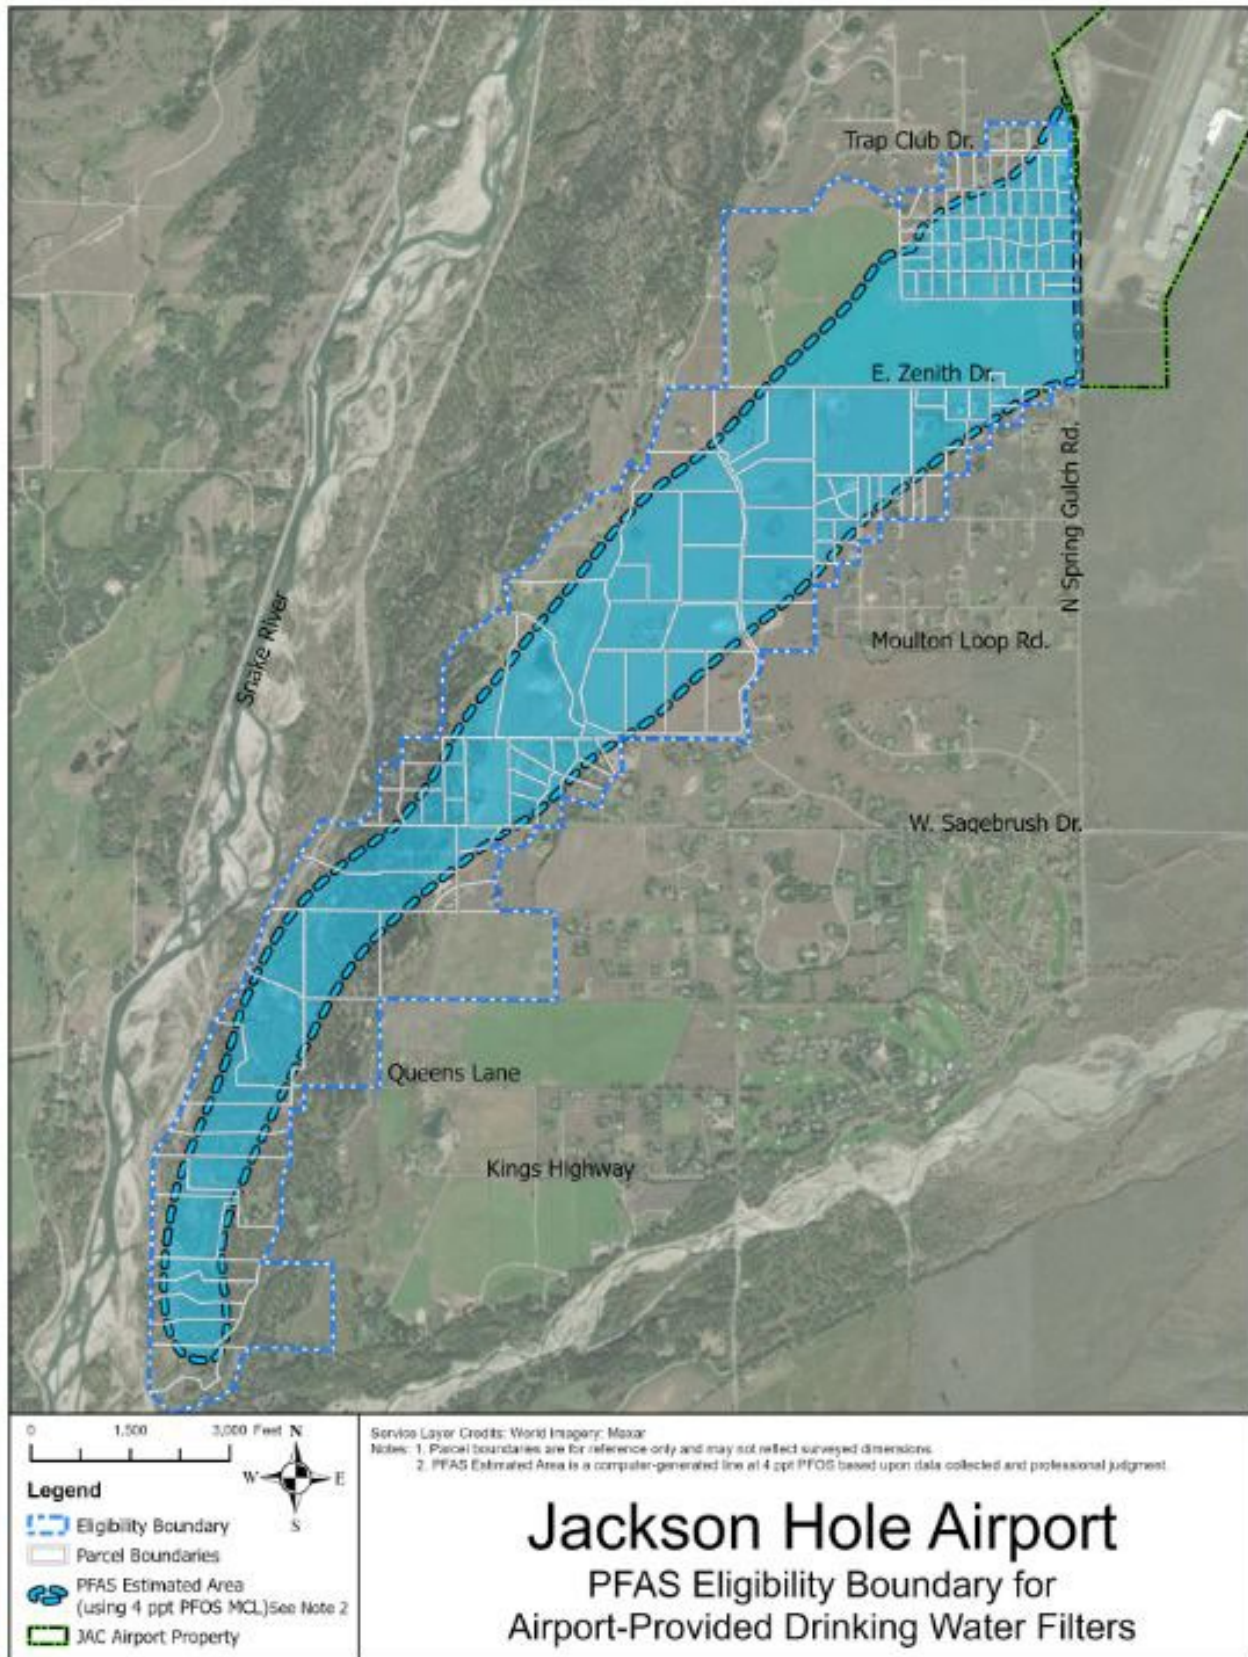 Trap Club Dr.
E. Zenith Dr.
N Spring Gulch Rd.
Snake River
Moulton Loop Rd.
W. Sagebrush Dr.
Queens Lane
Kings Highway
0 1,500 3,000 Feet
N
W E
S
Legend
Eligibility Boundary
Parcel Boundaries
PFAS Estimated Area
(using 4 ppt PFOS MCL)See Note 2
JAC Airport Property
Service Layer Credits: World Imagery: Maxar
Notes: 1. Parcel boundaries are for reference only and may not reflect surveyed dimensions.
2. PFAS Estimated Area is a computer-generated line at 4 ppt PFOS based upon data collected and professional judgment.
Jackson Hole Airport
PFAS Eligibility Boundary for
Airport-Provided Drinking Water Filters